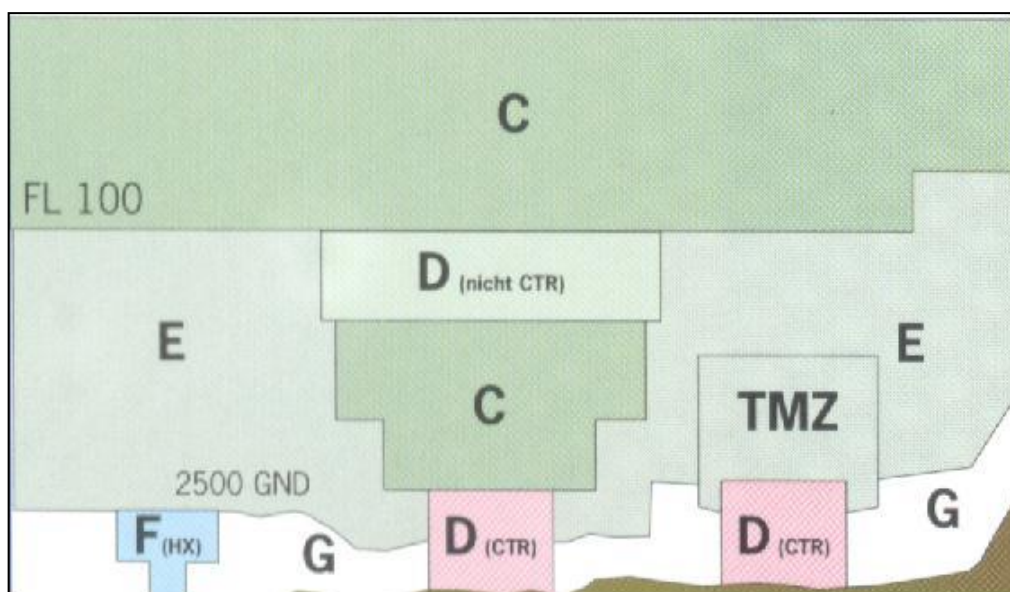 C
FL 100
D (nicht CTR)
E
E
C
TMZ
2500 GND
F (HX)
G
D (CTR)
D (CTR)
G